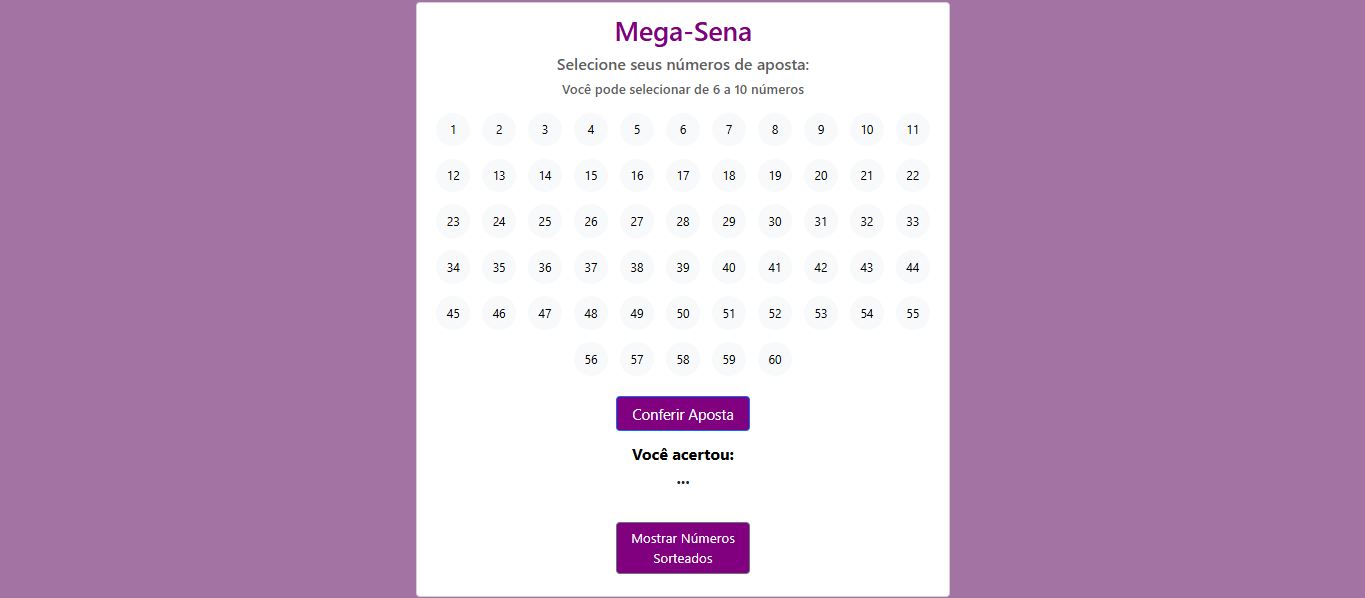 Mega-Sena
Selecione seus números de aposta:
Você pode selecionar de 6 a 10 números
1 2 3 4 5 6 7 8 9 10 11
12 13 14 15 16 17 18 19 20 21 22
23 24 25 26 27 28 29 30 31 32 33
34 35 36 37 38 39 40 41 42 43 44
45 46 47 48 49 50 51 52 53 54 55
56 57 58 59 60
Conferir Aposta
Você acertou:
...
Mostrar Números
Sorteados